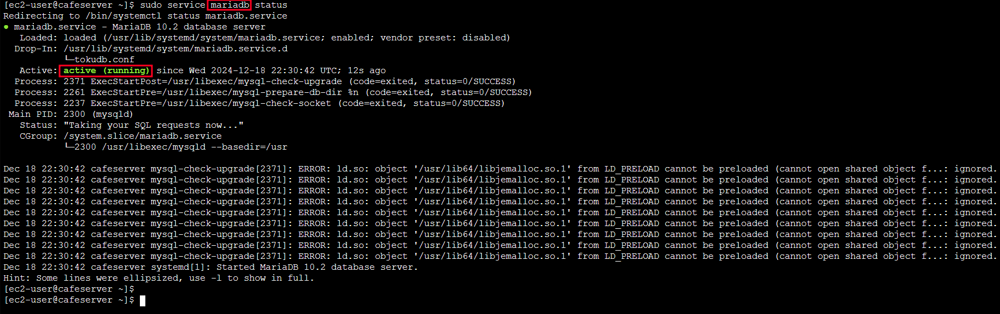 [ec2-user@cafeserver ~]$ sudo service mariadb status
Redirecting to /bin/systemctl status mariadb.service
● mariadb.service - MariaDB 10.2 database server
   Loaded: loaded (/usr/lib/systemd/system/mariadb.service; enabled; vendor preset: disabled)
  Drop-In: /usr/lib/systemd/system/mariadb.service.d
           └─tokudb.conf
   Active: active (running) since Wed 2024-12-18 22:30:42 UTC; 12s ago
  Process: 2371 ExecStartPost=/usr/libexec/mysql-check-upgrade (code=exited, status=0/SUCCESS)
  Process: 2261 ExecStartPre=/usr/libexec/mysql-prepare-db-dir %n (code=exited, status=0/SUCCESS)
  Process: 2237 ExecStartPre=/usr/libexec/mysql-check-socket (code=exited, status=0/SUCCESS)
 Main PID: 2300 (mysqld)
   Status: "Taking your SQL requests now..."
   CGroup: /system.slice/mariadb.service
           └─2300 /usr/libexec/mysqld --basedir=/usr
Dec 18 22:30:42 cafeserver mysql-check-upgrade[2371]: ERROR: ld.so: object '/usr/lib64/libjemalloc.so.1' from LD_PRELOAD cannot be preloaded (cannot open shared object f...: ignored.
Dec 18 22:30:42 cafeserver mysql-check-upgrade[2371]: ERROR: ld.so: object '/usr/lib64/libjemalloc.so.1' from LD_PRELOAD cannot be preloaded (cannot open shared object f...: ignored.
Dec 18 22:30:42 cafeserver mysql-check-upgrade[2371]: ERROR: ld.so: object '/usr/lib64/libjemalloc.so.1' from LD_PRELOAD cannot be preloaded (cannot open shared object f...: ignored.
Dec 18 22:30:42 cafeserver mysql-check-upgrade[2371]: ERROR: ld.so: object '/usr/lib64/libjemalloc.so.1' from LD_PRELOAD cannot be preloaded (cannot open shared object f...: ignored.
Dec 18 22:30:42 cafeserver mysql-check-upgrade[2371]: ERROR: ld.so: object '/usr/lib64/libjemalloc.so.1' from LD_PRELOAD cannot be preloaded (cannot open shared object f...: ignored.
Dec 18 22:30:42 cafeserver mysql-check-upgrade[2371]: ERROR: ld.so: object '/usr/lib64/libjemalloc.so.1' from LD_PRELOAD cannot be preloaded (cannot open shared object f...: ignored.
Dec 18 22:30:42 cafeserver mysql-check-upgrade[2371]: ERROR: ld.so: object '/usr/lib64/libjemalloc.so.1' from LD_PRELOAD cannot be preloaded (cannot open shared object f...: ignored.
Dec 18 22:30:42 cafeserver mysql-check-upgrade[2371]: ERROR: ld.so: object '/usr/lib64/libjemalloc.so.1' from LD_PRELOAD cannot be preloaded (cannot open shared object f...: ignored.
Dec 18 22:30:42 cafeserver mysql-check-upgrade[2371]: ERROR: ld.so: object '/usr/lib64/libjemalloc.so.1' from LD_PRELOAD cannot be preloaded (cannot open shared object f...: ignored.
Dec 18 22:30:42 cafeserver systemd[1]: Started MariaDB 10.2 database server.
Hint: Some lines were ellipsized, use -l to show in full.
[ec2-user@cafeserver ~]$
[ec2-user@cafeserver ~]$